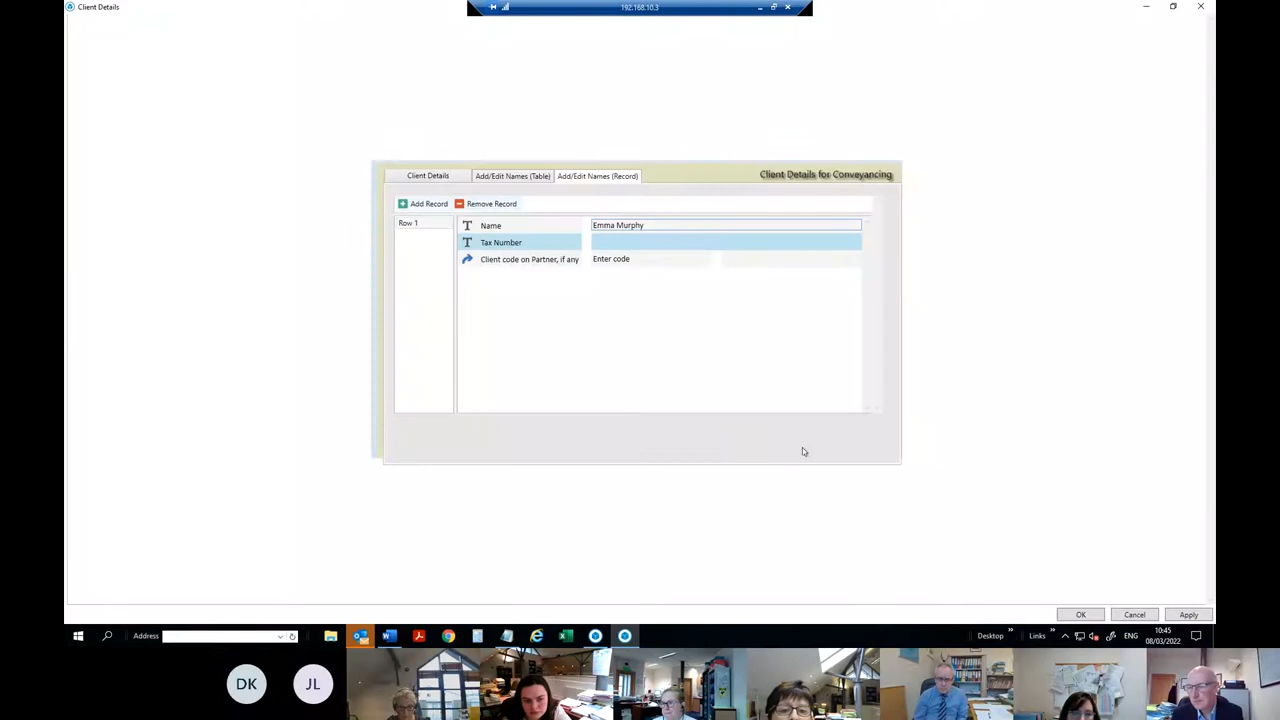 Client Details
192.168.10.3
Client Details
Add/Edit Names (Table)
Add/Edit Names (Record)
Client Details for Conveyancing
Add Record
Remove Record
Row 1
Name
Emma Murphy
Tax Number
Client code on Partner, if any
Enter code
OK
Cancel
Apply
Address
Desktop
Links
ENG
10:45
08/03/2022
DK
JL